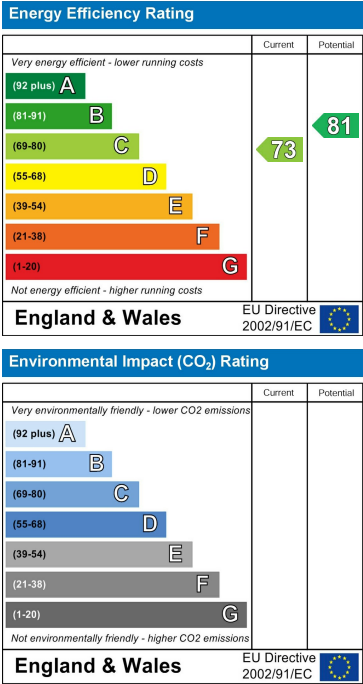 Energy Efficiency Rating
Current Potential
Very energy efficient - lower running costs
(92 plus) A
(81-91) B
(69-80) C
(55-68) D
(39-54) E
(21-38) F
(1-20) G
73
81
Not energy efficient - higher running costs
England & Wales
EU Directive
2002/91/EC
Environmental Impact (CO₂) Rating
Current Potential
Very environmentally friendly - lower CO2 emissions
(92 plus) A
(81-91) B
(69-80) C
(55-68) D
(39-54) E
(21-38) F
(1-20) G
Not environmentally friendly - higher CO2 emissions
England & Wales
EU Directive
2002/91/EC